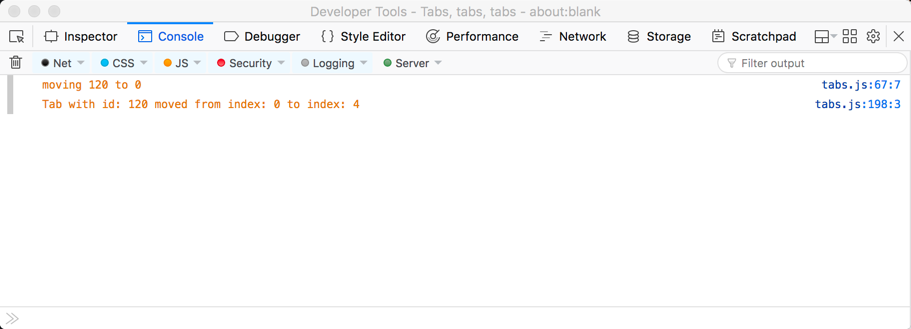 Developer Tools - Tabs, tabs, tabs - about:blank
Inspector Console Debugger { } Style Editor Performance Network Storage Scratchpad
Net CSS JS Security Logging Server Filter output
moving 120 to 0 tabs.js:67:7
Tab with id: 120 moved from index: 0 to index: 4 tabs.js:198:3